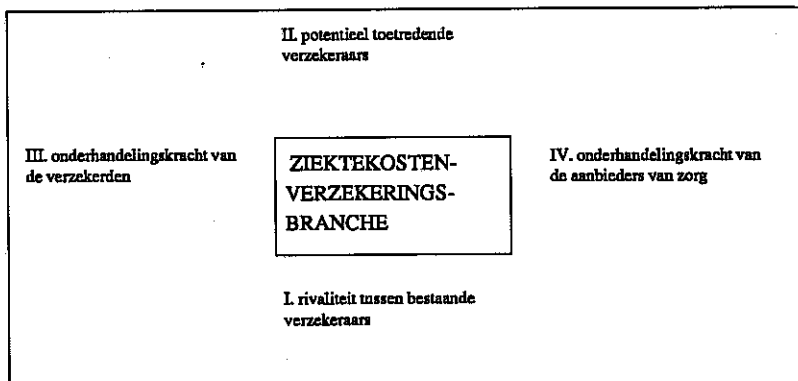 II. potentieel toetredende
verzekeraars
III. onderhandelingskracht van
de verzekerden
ZIEKTEKOSTEN-
VERZEKERINGS-
BRANCHE
IV. onderhandelingskracht van
de aanbieders van zorg
I. rivaliteit tussen bestaande
verzekeraars